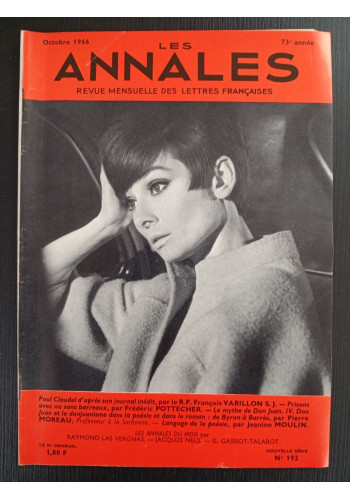 Octobre 1966
LES
73e année
ANNALES
REVUE MENSUELLE DES LETTRES FRANÇAISES
Paul Claudel d'après son journal inédit, par le R.P. François VARILLON S. J. — Prisons
avec ou sans barreaux, par Frédéric POTTECHER. — Le mythe de Don Juan. IV. Don
Juan et le donjuanisme dans la poésie et dans le roman : de Byron à Barrès, par Pierre
MOREAU, Professeur à la Sorbonne. — Langage de la poésie, par Jeanine MOULIN.
LES ANNALES DU MOIS par
RAYMOND LAS VERGNAS. — JACQUES NELS. — G. GASSIOT-TALABOT
LE N° MENSUEL
1,80 F
NOUVELLE SÉRIE
N° 193